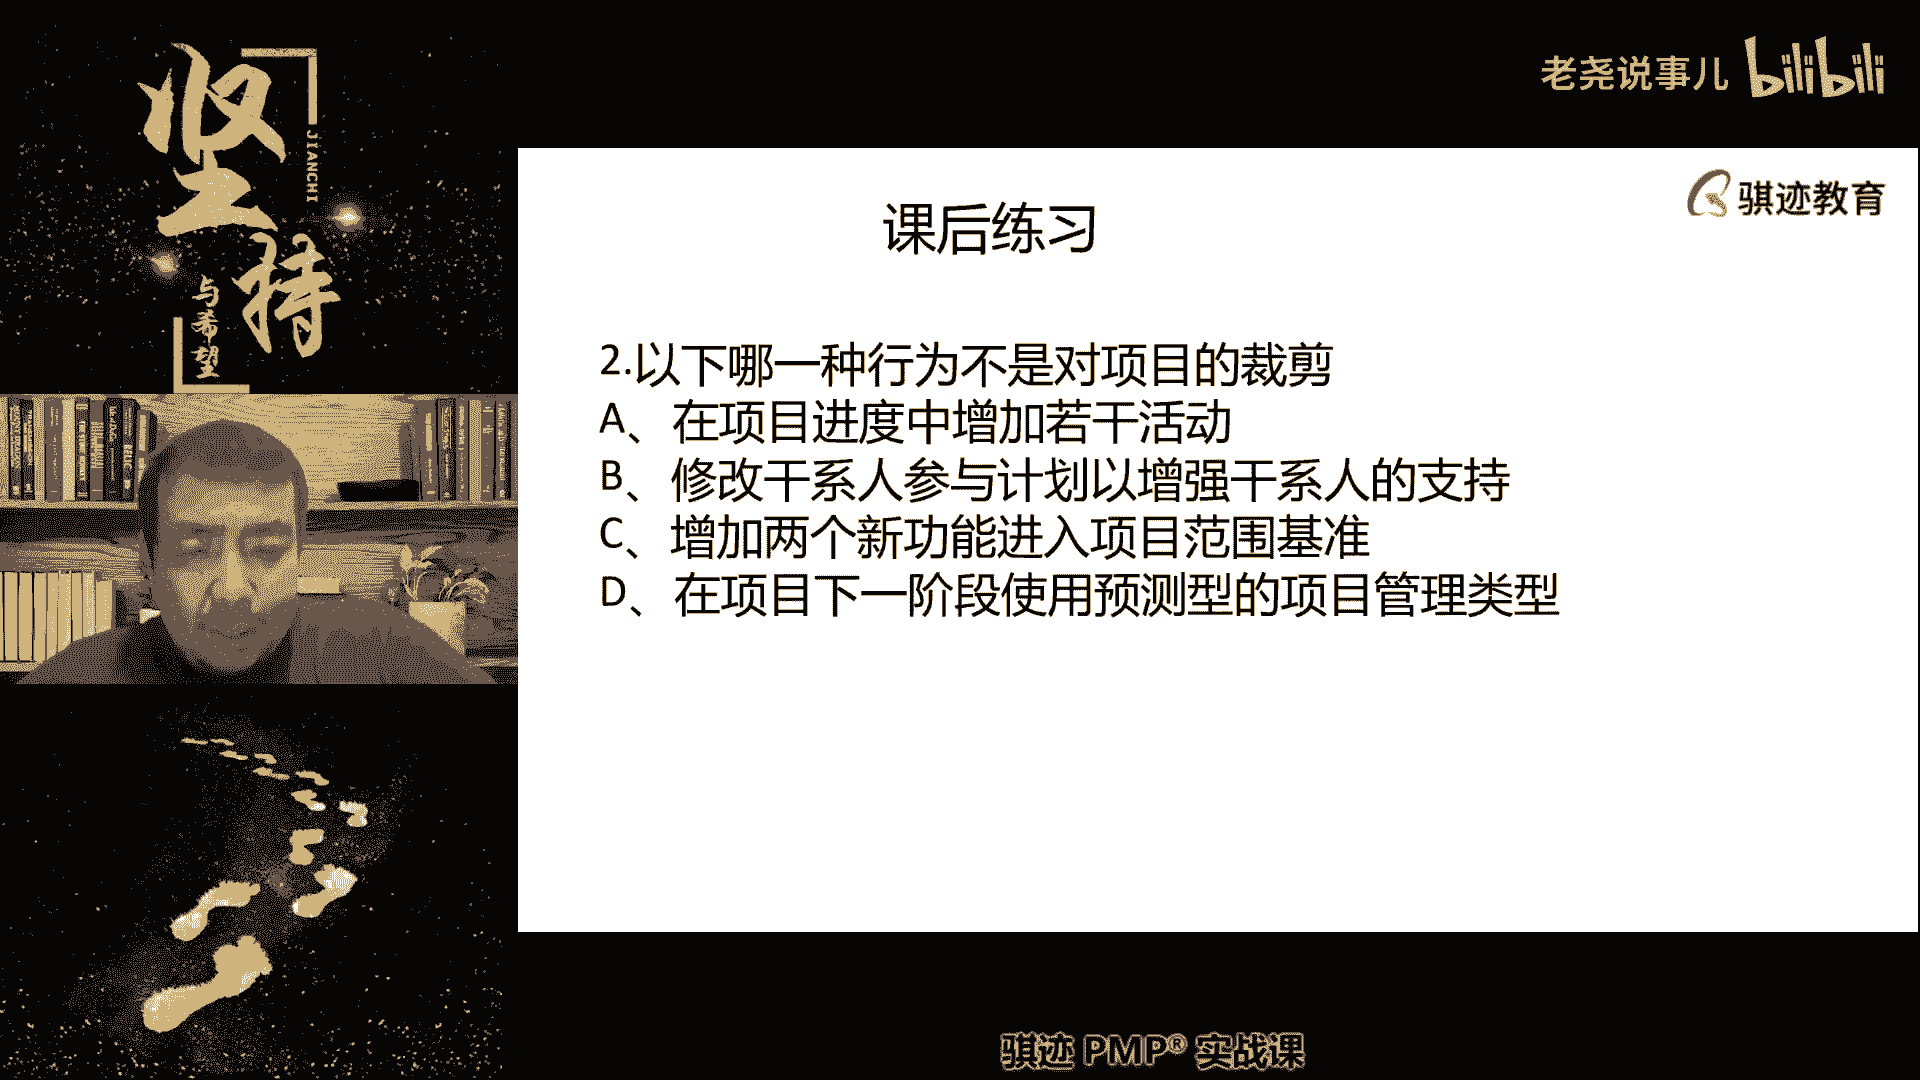 坚持
JIANCHI
与希望
老尧说事儿 bilibili
骐迹教育
课后练习
2.以下哪一种行为不是对项目的裁剪
A、在项目进度中增加若干活动
B、修改干系人参与计划以增强干系人的支持
C、增加两个新功能进入项目范围基准
D、在项目下一阶段使用预测型的项目管理类型
骐迹 PMP® 实战课